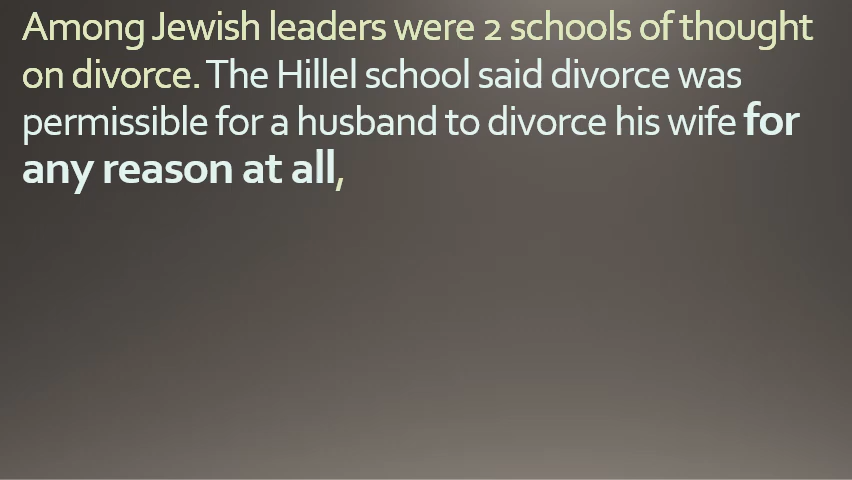 Among Jewish leaders were 2 schools of thought
on divorce. The Hillel school said divorce was
permissible for a husband to divorce his wife for
any reason at all,